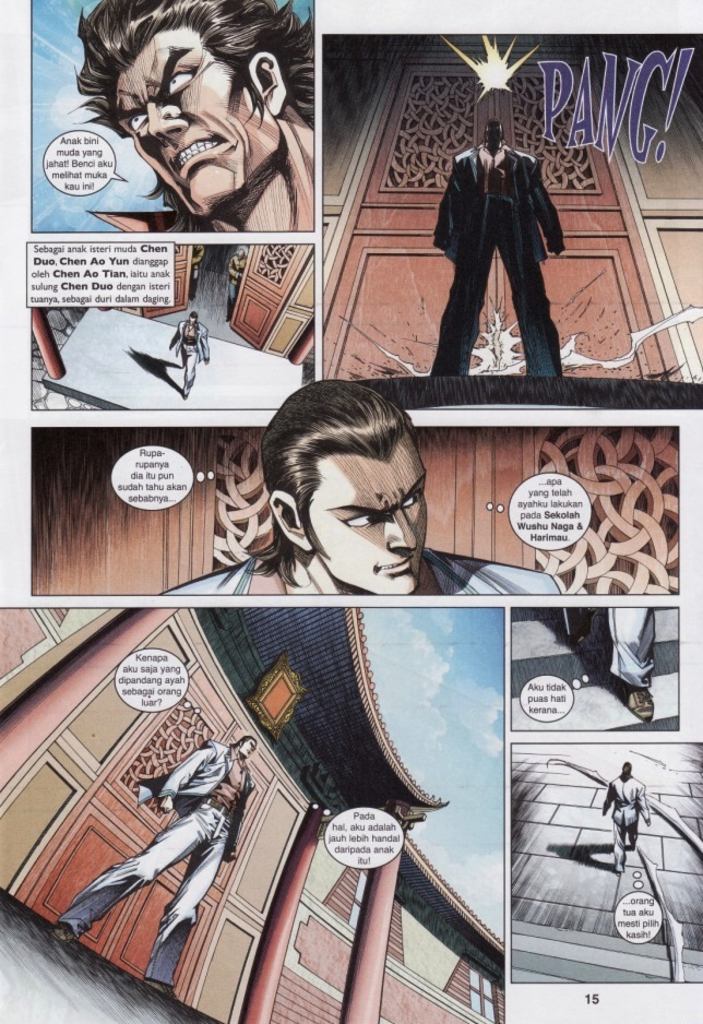 Anak bini
muda yang
jahat! Benci aku
melihat muka
kau ini!
PANG!
Sebagai anak isteri muda Chen
Duo, Chen Ao Yun dianggap
oleh Chen Ao Tian, iaitu anak
sulung Chen Duo dengan isteri
tuanya, sebagai duri dalam daging.
Rupa-
rupanya
dia itu pun
sudah tahu akan
sebabnya...
...apa
yang telah
ayahku lakukan
pada Sekolah
Wushu Naga &
Harimau.
Kenapa
aku saja yang
dipandang ayah
sebagai orang
luar?
Pada
hal, aku adalah
jauh lebih handal
daripada anak
itu!
Aku tidak
puas hati
kerana...
...orang
tua aku
mesti pilih
kasih!
15